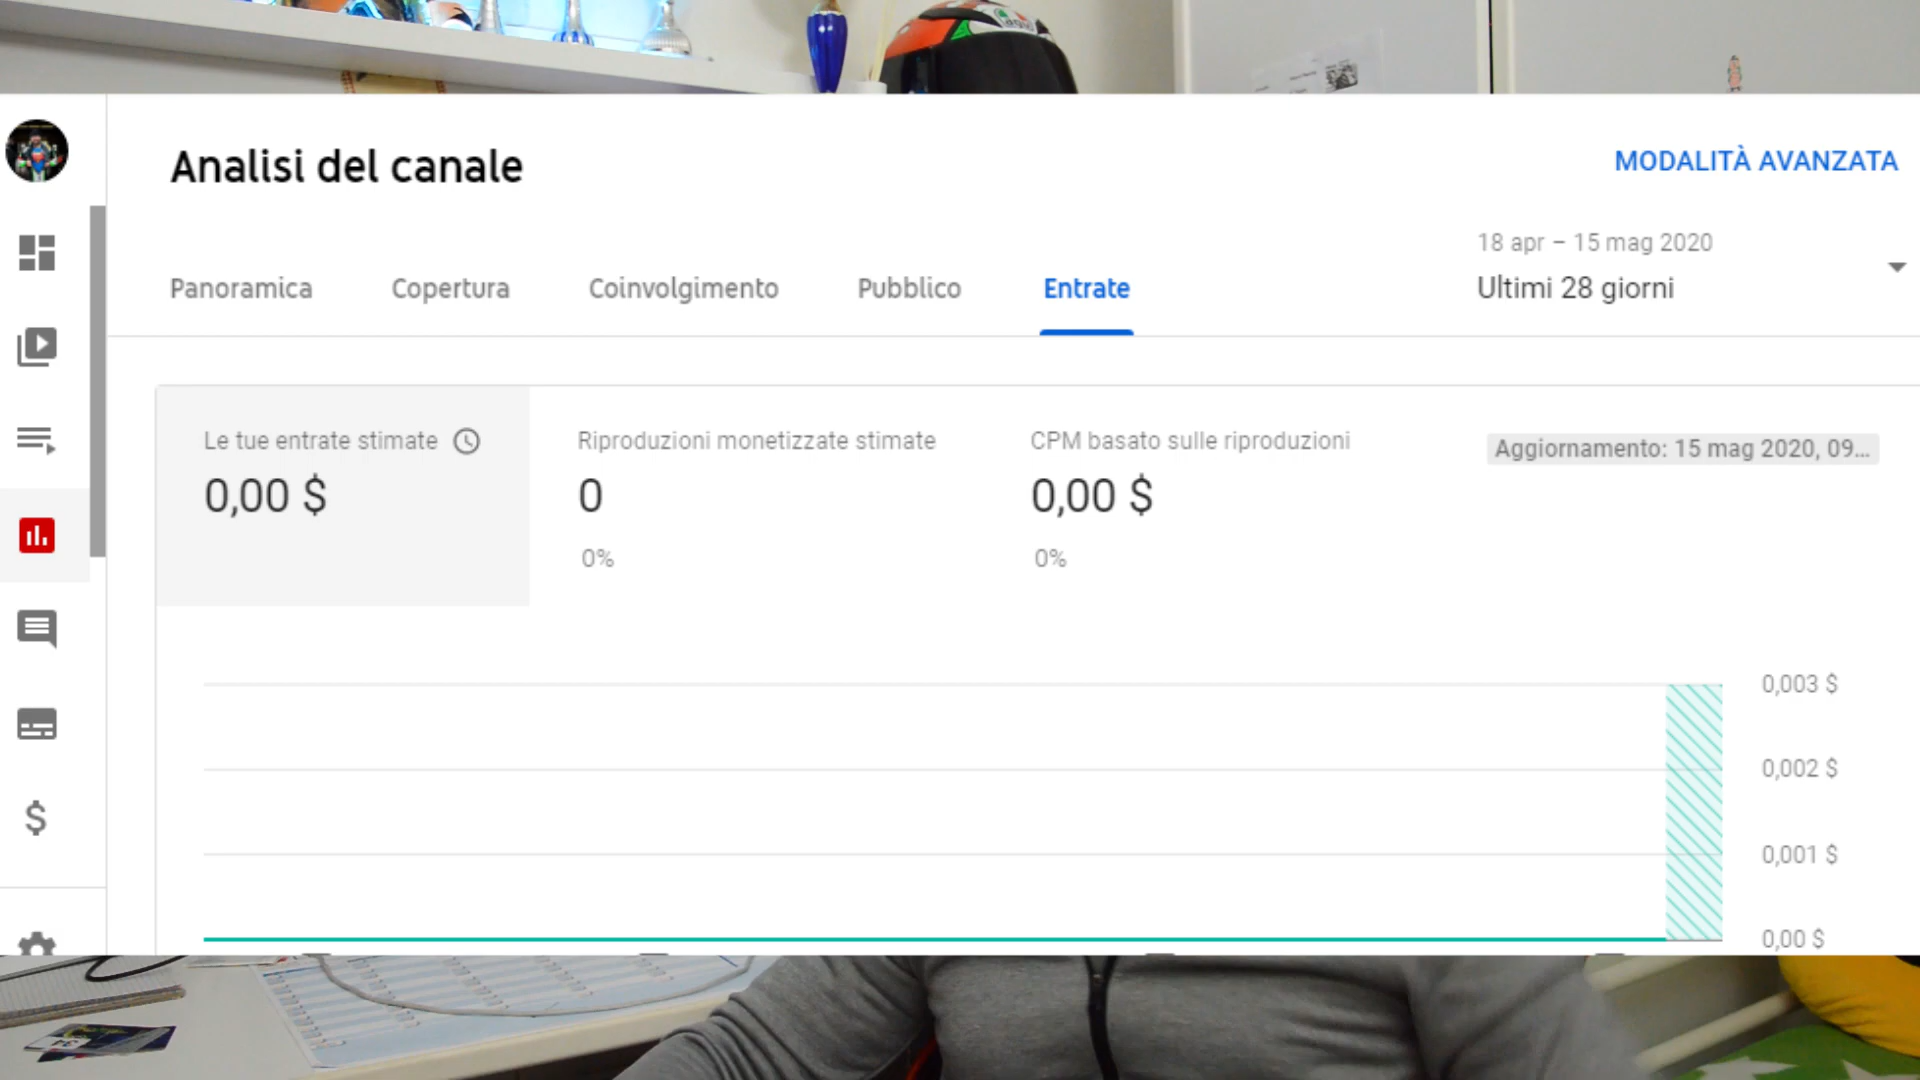 Analisi del canale
MODALITÀ AVANZATA
18 apr – 15 mag 2020
Ultimi 28 giorni
Panoramica Copertura Coinvolgimento Pubblico Entrate
Le tue entrate stimate Riproduzioni monetizzate stimate CPM basato sulle riproduzioni Aggiornamento: 15 mag 2020, 09...
0,00 $ 0 0,00 $
0% 0%
0,003 $
0,002 $
0,001 $
0,00 $